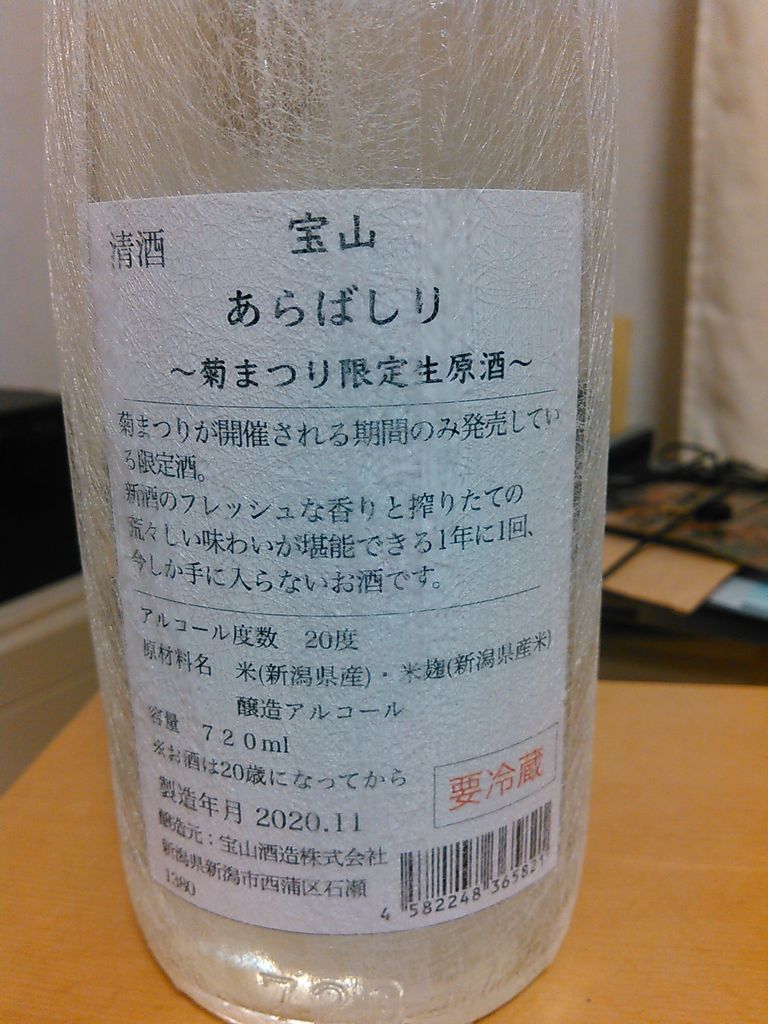 清酒
宝山
あらばしり
～菊まつり限定生原酒～
菊まつりが開催される期間のみ発売してい
る限定酒。
新酒のフレッシュな香りと搾りたての
荒々しい味わいが堪能できる1年に1回、
今しか手に入らないお酒です。
アルコール度数 20度
原材料名 米(新潟県産)・米麹(新潟県産米)
醸造アルコール
容量 720ml
※お酒は20歳になってから
要冷蔵
製造年月 2020.11
醸造元：宝山酒造株式会社
新潟県新潟市西蒲区石瀬
1380
4 582248 365821
720